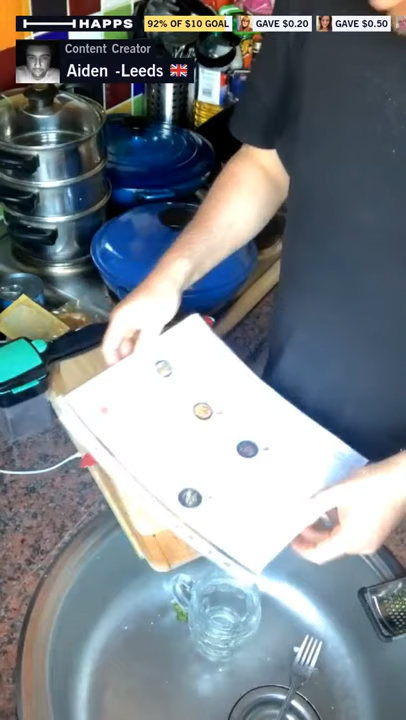 HAPPS
92% OF $10 GOAL
GAVE $0.20
GAVE $0.50
Content Creator
Aiden -Leeds